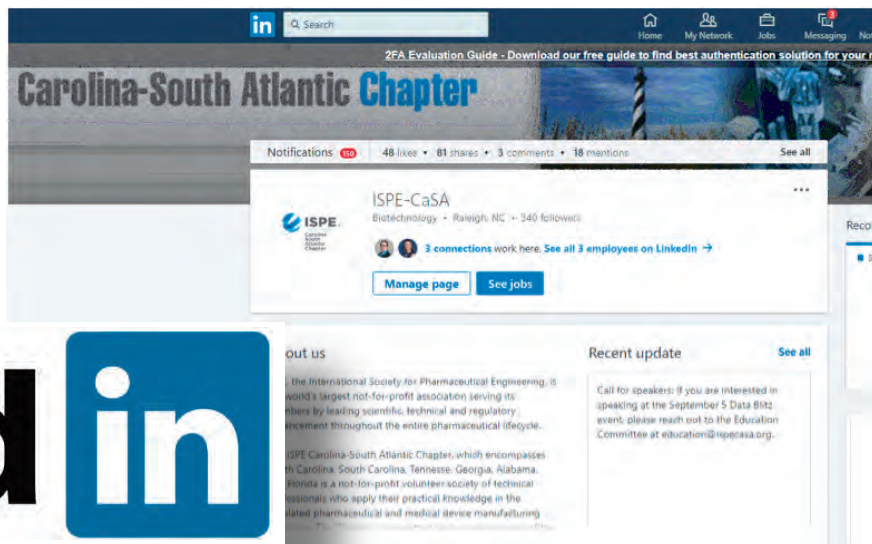 in
Search
Home
My Network
Jobs
Messaging
3
2FA Evaluation Guide - Download our free guide to find best authentication solution for your
Carolina-South Atlantic Chapter
Notifications 150
48 likes • 81 shares • 3 comments • 18 mentions
See all
ISPE-CaSA
Biotechnology • Raleigh, NC • 340 followers
3 connections work here. See all 3 employees on LinkedIn →
Manage page
See jobs
ISPE.
Carolina
South
Atlantic
Chapter
in
out us
, the International Society for Pharmaceutical Engineering, is
world's largest not-for-profit association serving its
bers by leading scientific, technical and regulatory
ncement throughout the entire pharmaceutical lifecycle.
ISPE Carolina-South Atlantic Chapter, which encompasses
th Carolina, South Carolina, Tennesse, Georgia, Alabama,
Florida is a not-for-profit volunteer society of technical
essionals who apply their practical knowledge in the
ulated pharmaceutical and medical device manufacturing
Recent update
See all
Call for speakers: If you are interested in
speaking at the September 5 Data Blitz
event, please reach out to the Education
Committee at education@ispecasa.org.